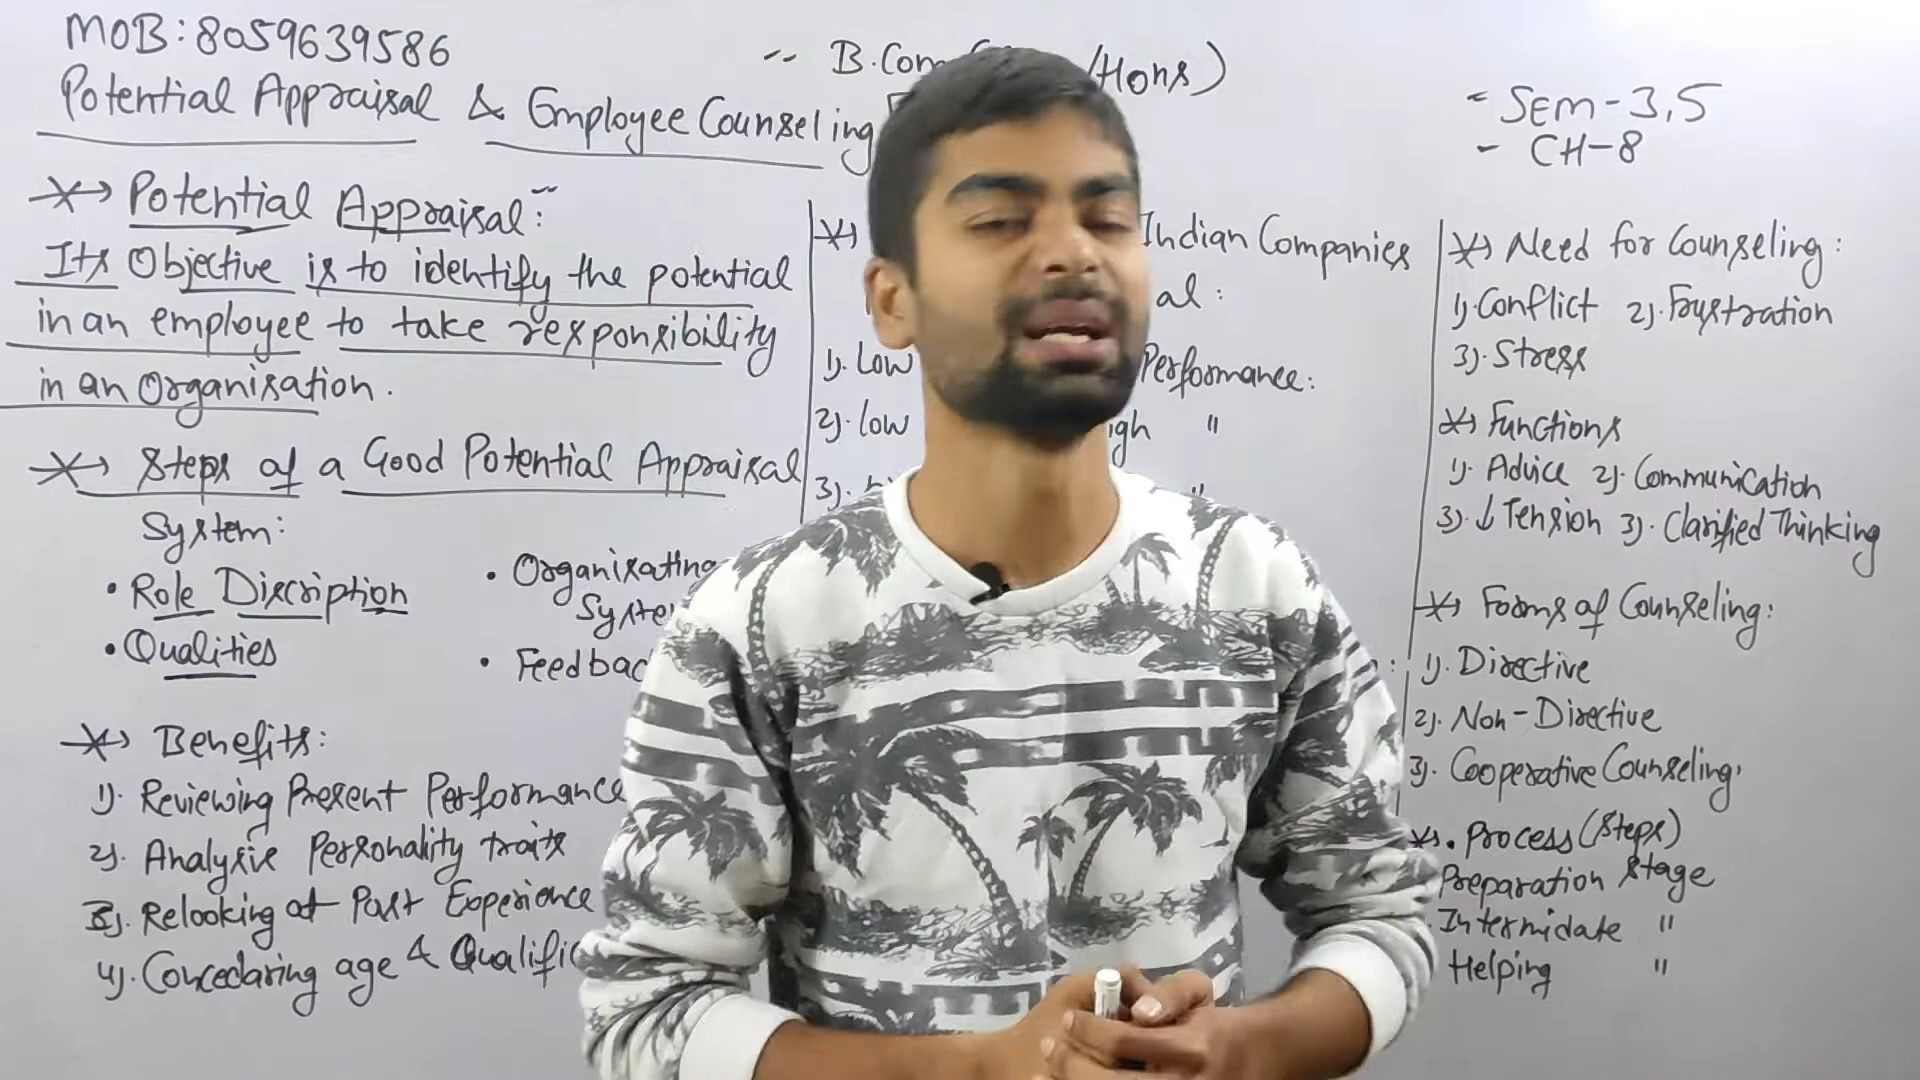 MOB:8059639586
Potential Appraisal & Employee Counseling
-- B.Com /Hons)
- SEM-3,5
- CH-8
Potential Appraisal:-
Its Objective is to identify the potential
in an employee to take responsibility
in an Organisation.
Steps of a Good Potential Appraisal
System:
• Role Discription
• Qualities
• Organisating
• Feedbac
Benefits:
1). Reviewing Present Performance
2). Analysie Personality traits
3). Relooking at Past Experience
4). Concedaring age &
Indian Companies
al:
1). Low Performance:
2). low igh "
3). "
Need for Counseling:
1). Conflict 2). Frustration
3). Stress
Functions
1). Advice 2). Communication
3). ↓ Tension 3). Clarified Thinking
Forms of Counseling:
1). Directive
2). Non-Directive
3). Cooperative Counseling.
. Process (Steps)
Preparation Stage
Intermidate "
Helping "